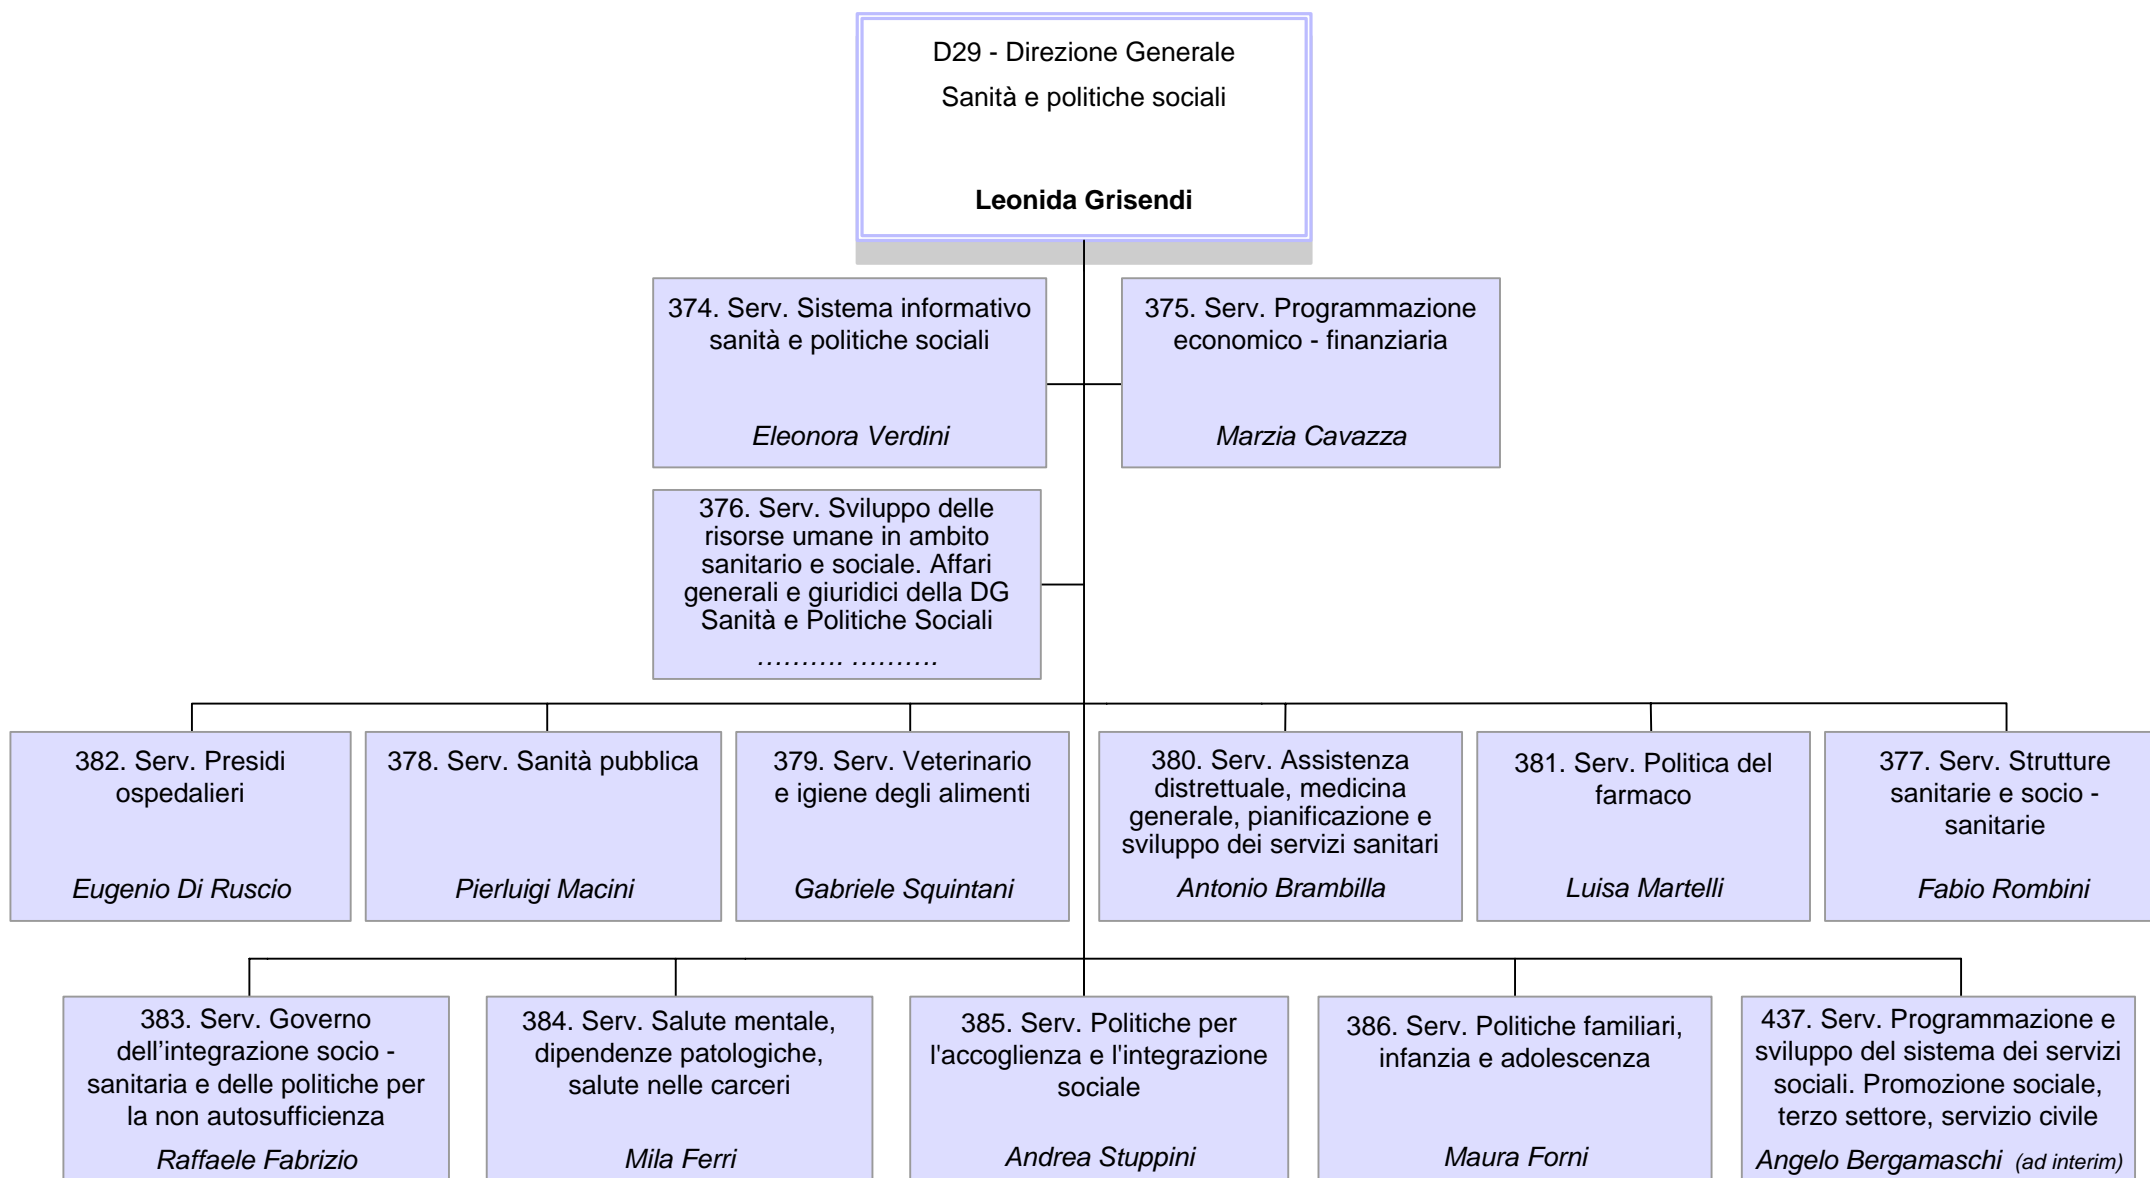 D29 - Direzione Generale
Sanità e politiche sociali
Leonida Grisendi
374. Serv. Sistema informativo
sanità e politiche sociali
Eleonora Verdini
375. Serv. Programmazione
economico - finanziaria
Marzia Cavazza
376. Serv. Sviluppo delle
risorse umane in ambito
sanitario e sociale. Affari
generali e giuridici della DG
Sanità e Politiche Sociali
………. ……….
382. Serv. Presidi
ospedalieri
Eugenio Di Ruscio
378. Serv. Sanità pubblica
Pierluigi Macini
379. Serv. Veterinario
e igiene degli alimenti
Gabriele Squintani
380. Serv. Assistenza
distrettuale, medicina
generale, pianificazione e
sviluppo dei servizi sanitari
Antonio Brambilla
381. Serv. Politica del
farmaco
Luisa Martelli
377. Serv. Strutture
sanitarie e socio -
sanitarie
Fabio Rombini
383. Serv. Governo
dell’integrazione socio -
sanitaria e delle politiche per
la non autosufficienza
Raffaele Fabrizio
384. Serv. Salute mentale,
dipendenze patologiche,
salute nelle carceri
Mila Ferri
385. Serv. Politiche per
l'accoglienza e l'integrazione
sociale
Andrea Stuppini
386. Serv. Politiche familiari,
infanzia e adolescenza
Maura Forni
437. Serv. Programmazione e
sviluppo del sistema dei servizi
sociali. Promozione sociale,
terzo settore, servizio civile
Angelo Bergamaschi (ad interim)